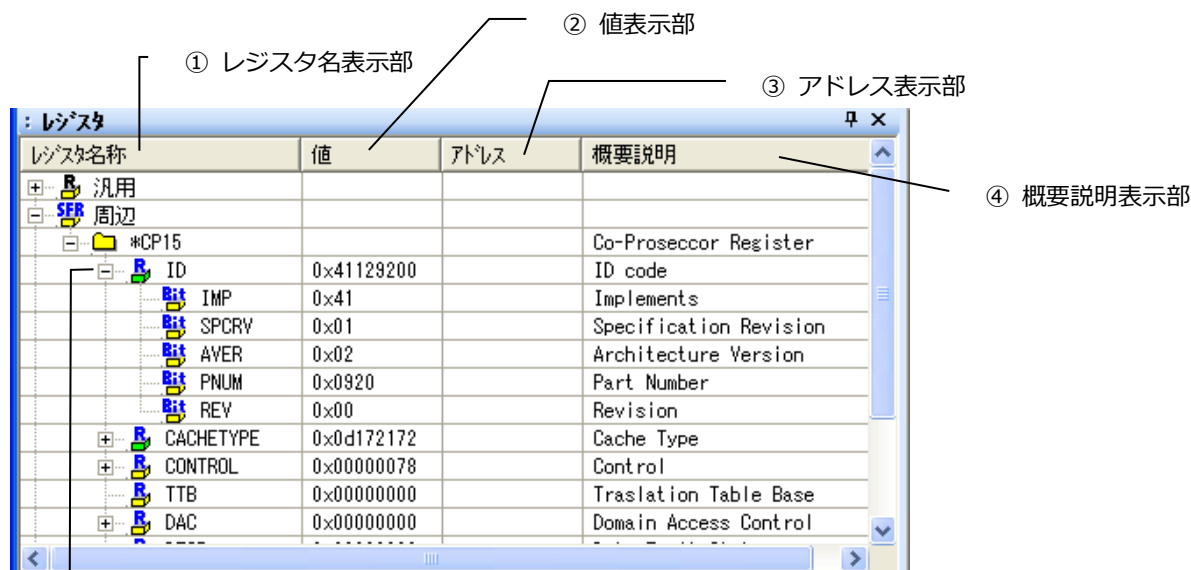 ② 値表示部
① レジスタ名表示部
③ アドレス表示部
: レジスタ
レジスタ名称 値 アドレス 概要説明
④ 概要説明表示部
汎用
周辺
*CP15 Co-Proseccor Register
ID 0x41129200 ID code
IMP 0x41 Implements
SPCRV 0x01 Specification Revision
AVER 0x02 Architecture Version
PNUM 0x0920 Part Number
REV 0x00 Revision
CACHETYPE 0x0d172172 Cache Type
CONTROL 0x00000078 Control
TTB 0x00000000 Traslation Table Base
DAC 0x00000000 Domain Access Control